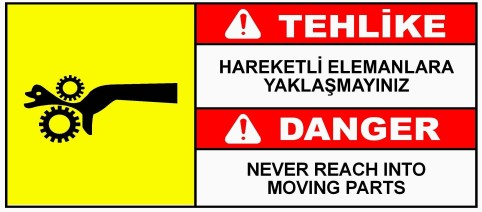 TEHLİKE
HAREKETLİ ELEMANLARA
YAKLAŞMAYINIZ
DANGER
NEVER REACH INTO
MOVING PARTS